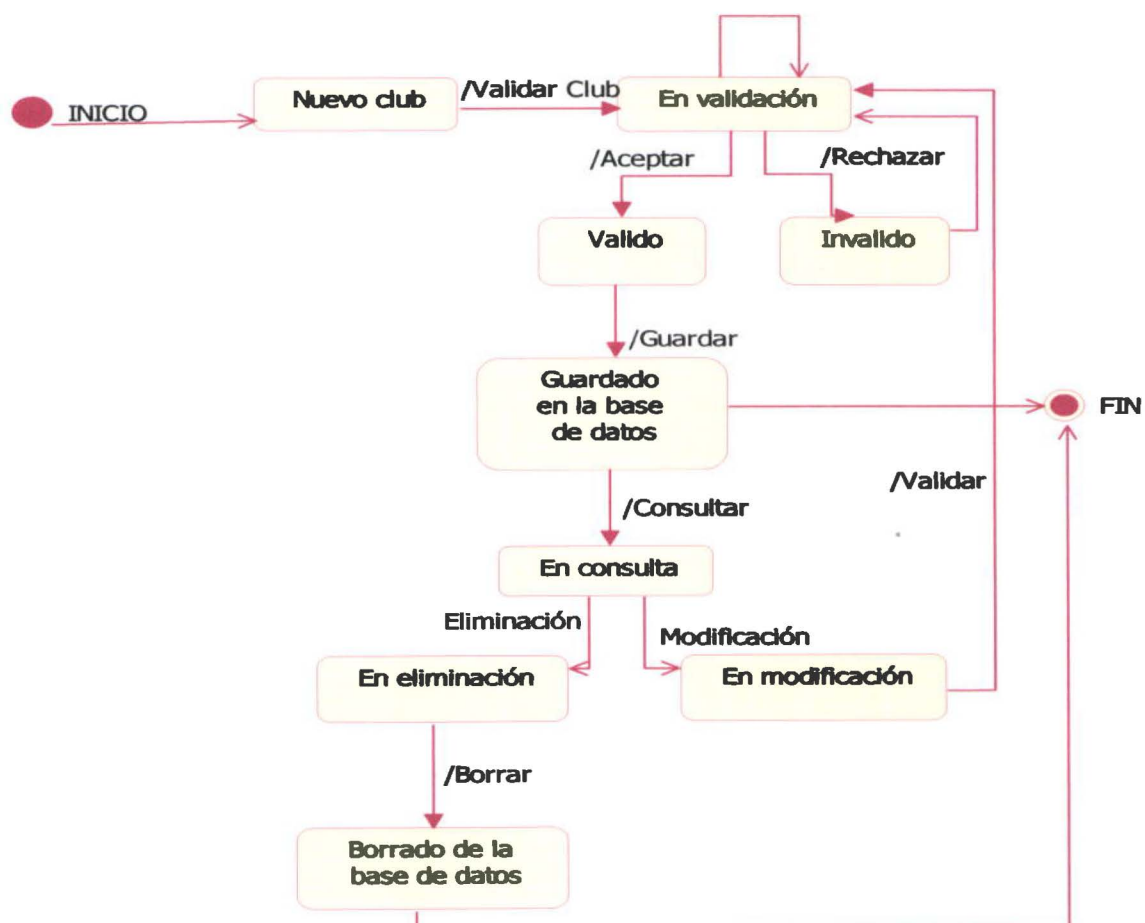 INICIO
Nuevo club
/Validar Club
En validación
/Aceptar
/Rechazar
Valido
Invalido
/Guardar
Guardado
en la base
de datos
FIN
/Validar
/Consultar
En consulta
Eliminación
Modificación
En eliminación
En modificación
/Borrar
Borrado de la
base de datos